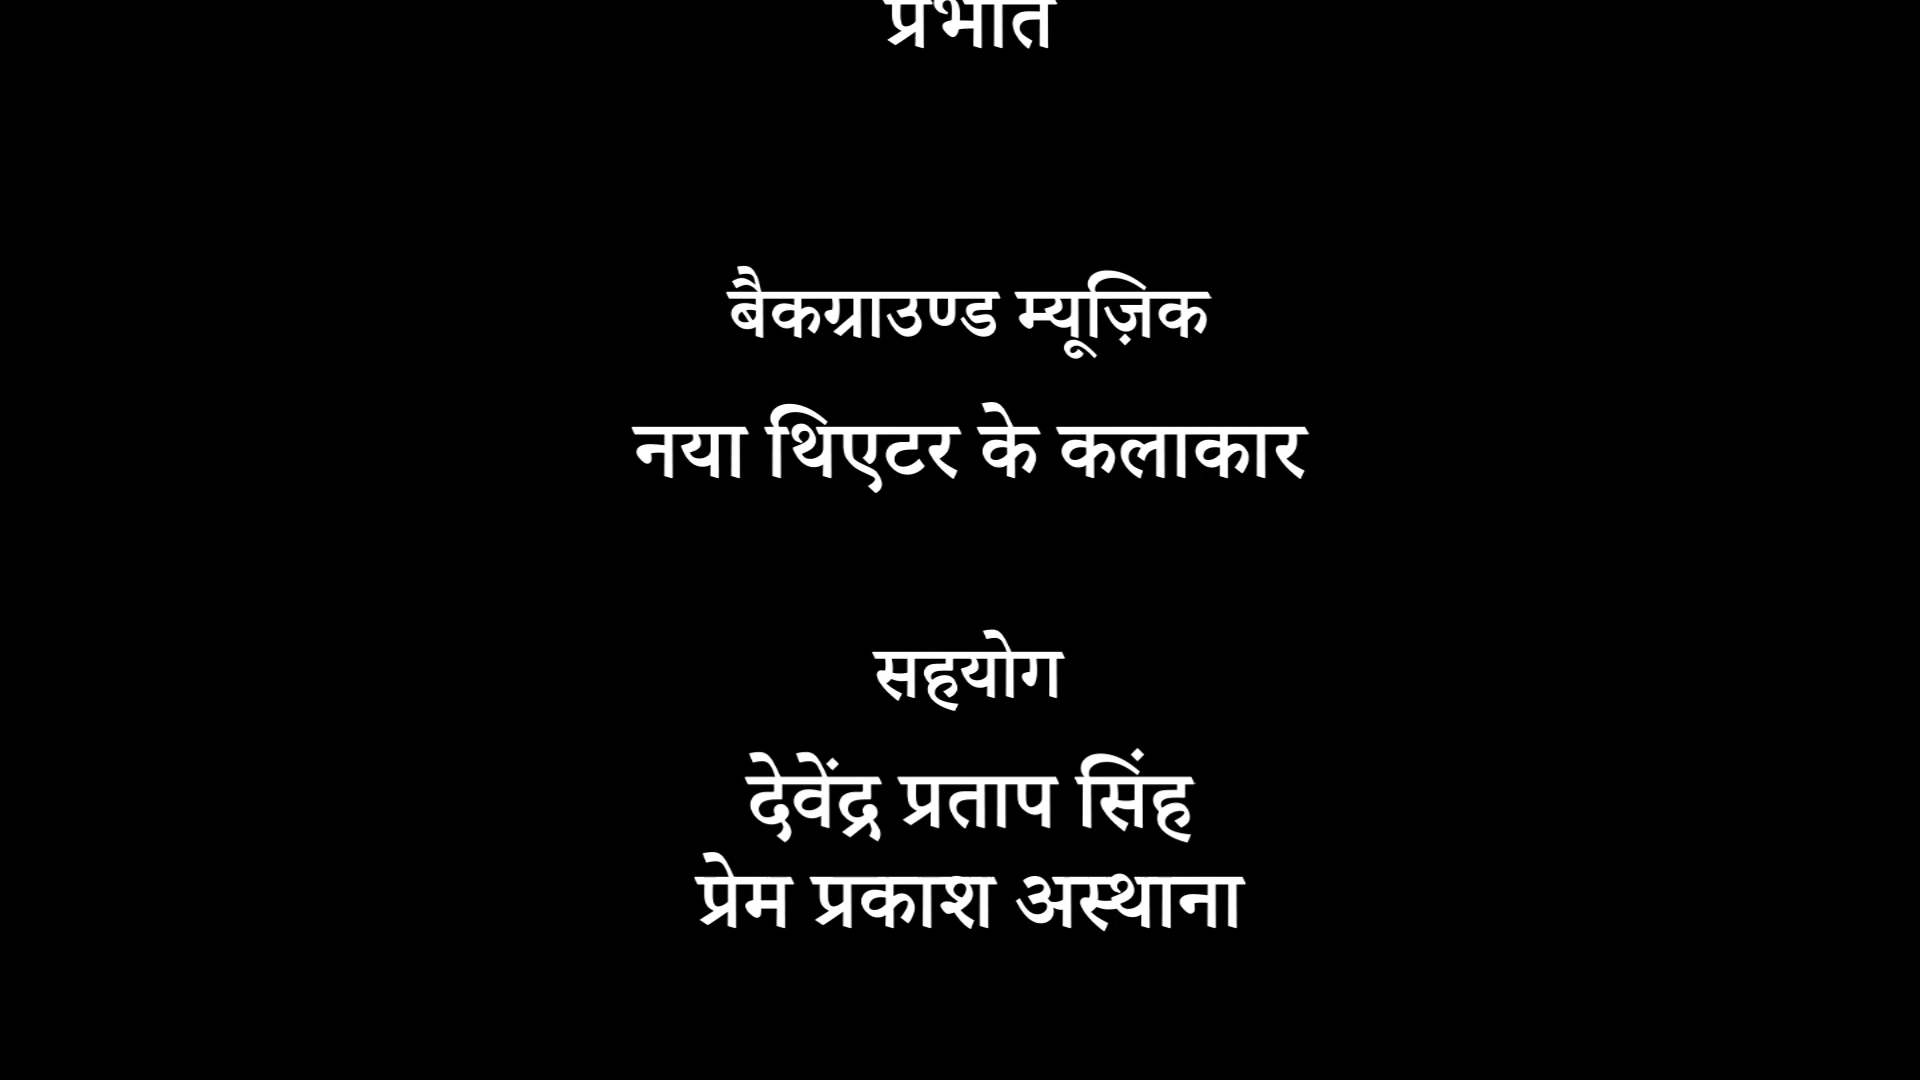 प्रभात
बैकग्राउण्ड म्यूज़िक
नया थिएटर के कलाकार
सहयोग
देवेंद्र प्रताप सिंह
प्रेम प्रकाश अस्थाना